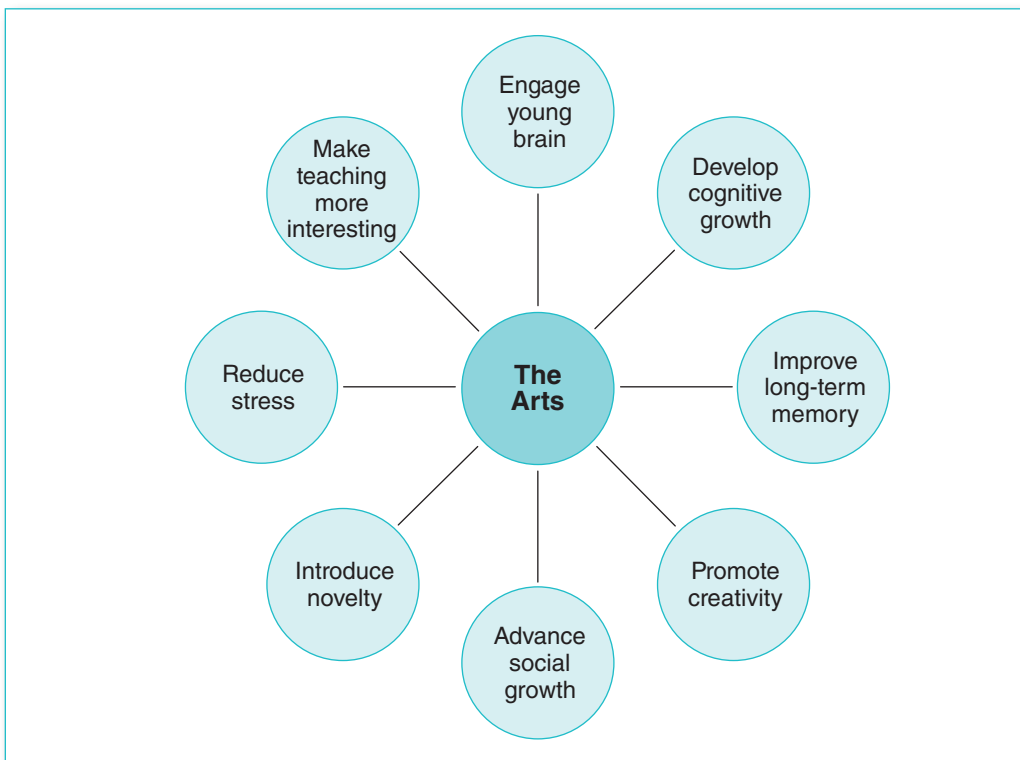 Engage
young
brain
Develop
cognitive
growth
Improve
long-term
memory
Promote
creativity
Advance
social
growth
Introduce
novelty
Reduce
stress
Make
teaching
more
interesting
The
Arts